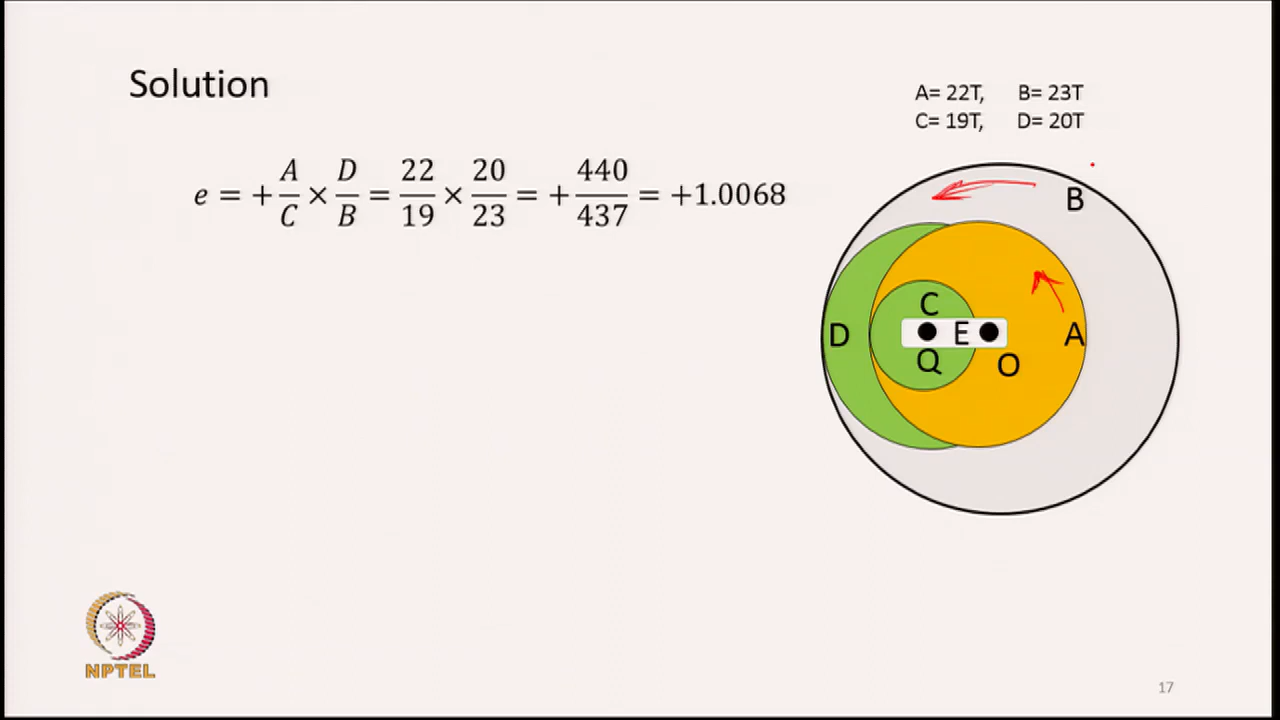 Solution
A= 22T, B= 23T
C= 19T, D= 20T
e = + A/C × D/B = 22/19 × 20/23 = + 440/437 = +1.0068
B
C
D E A
Q O
NPTEL
17